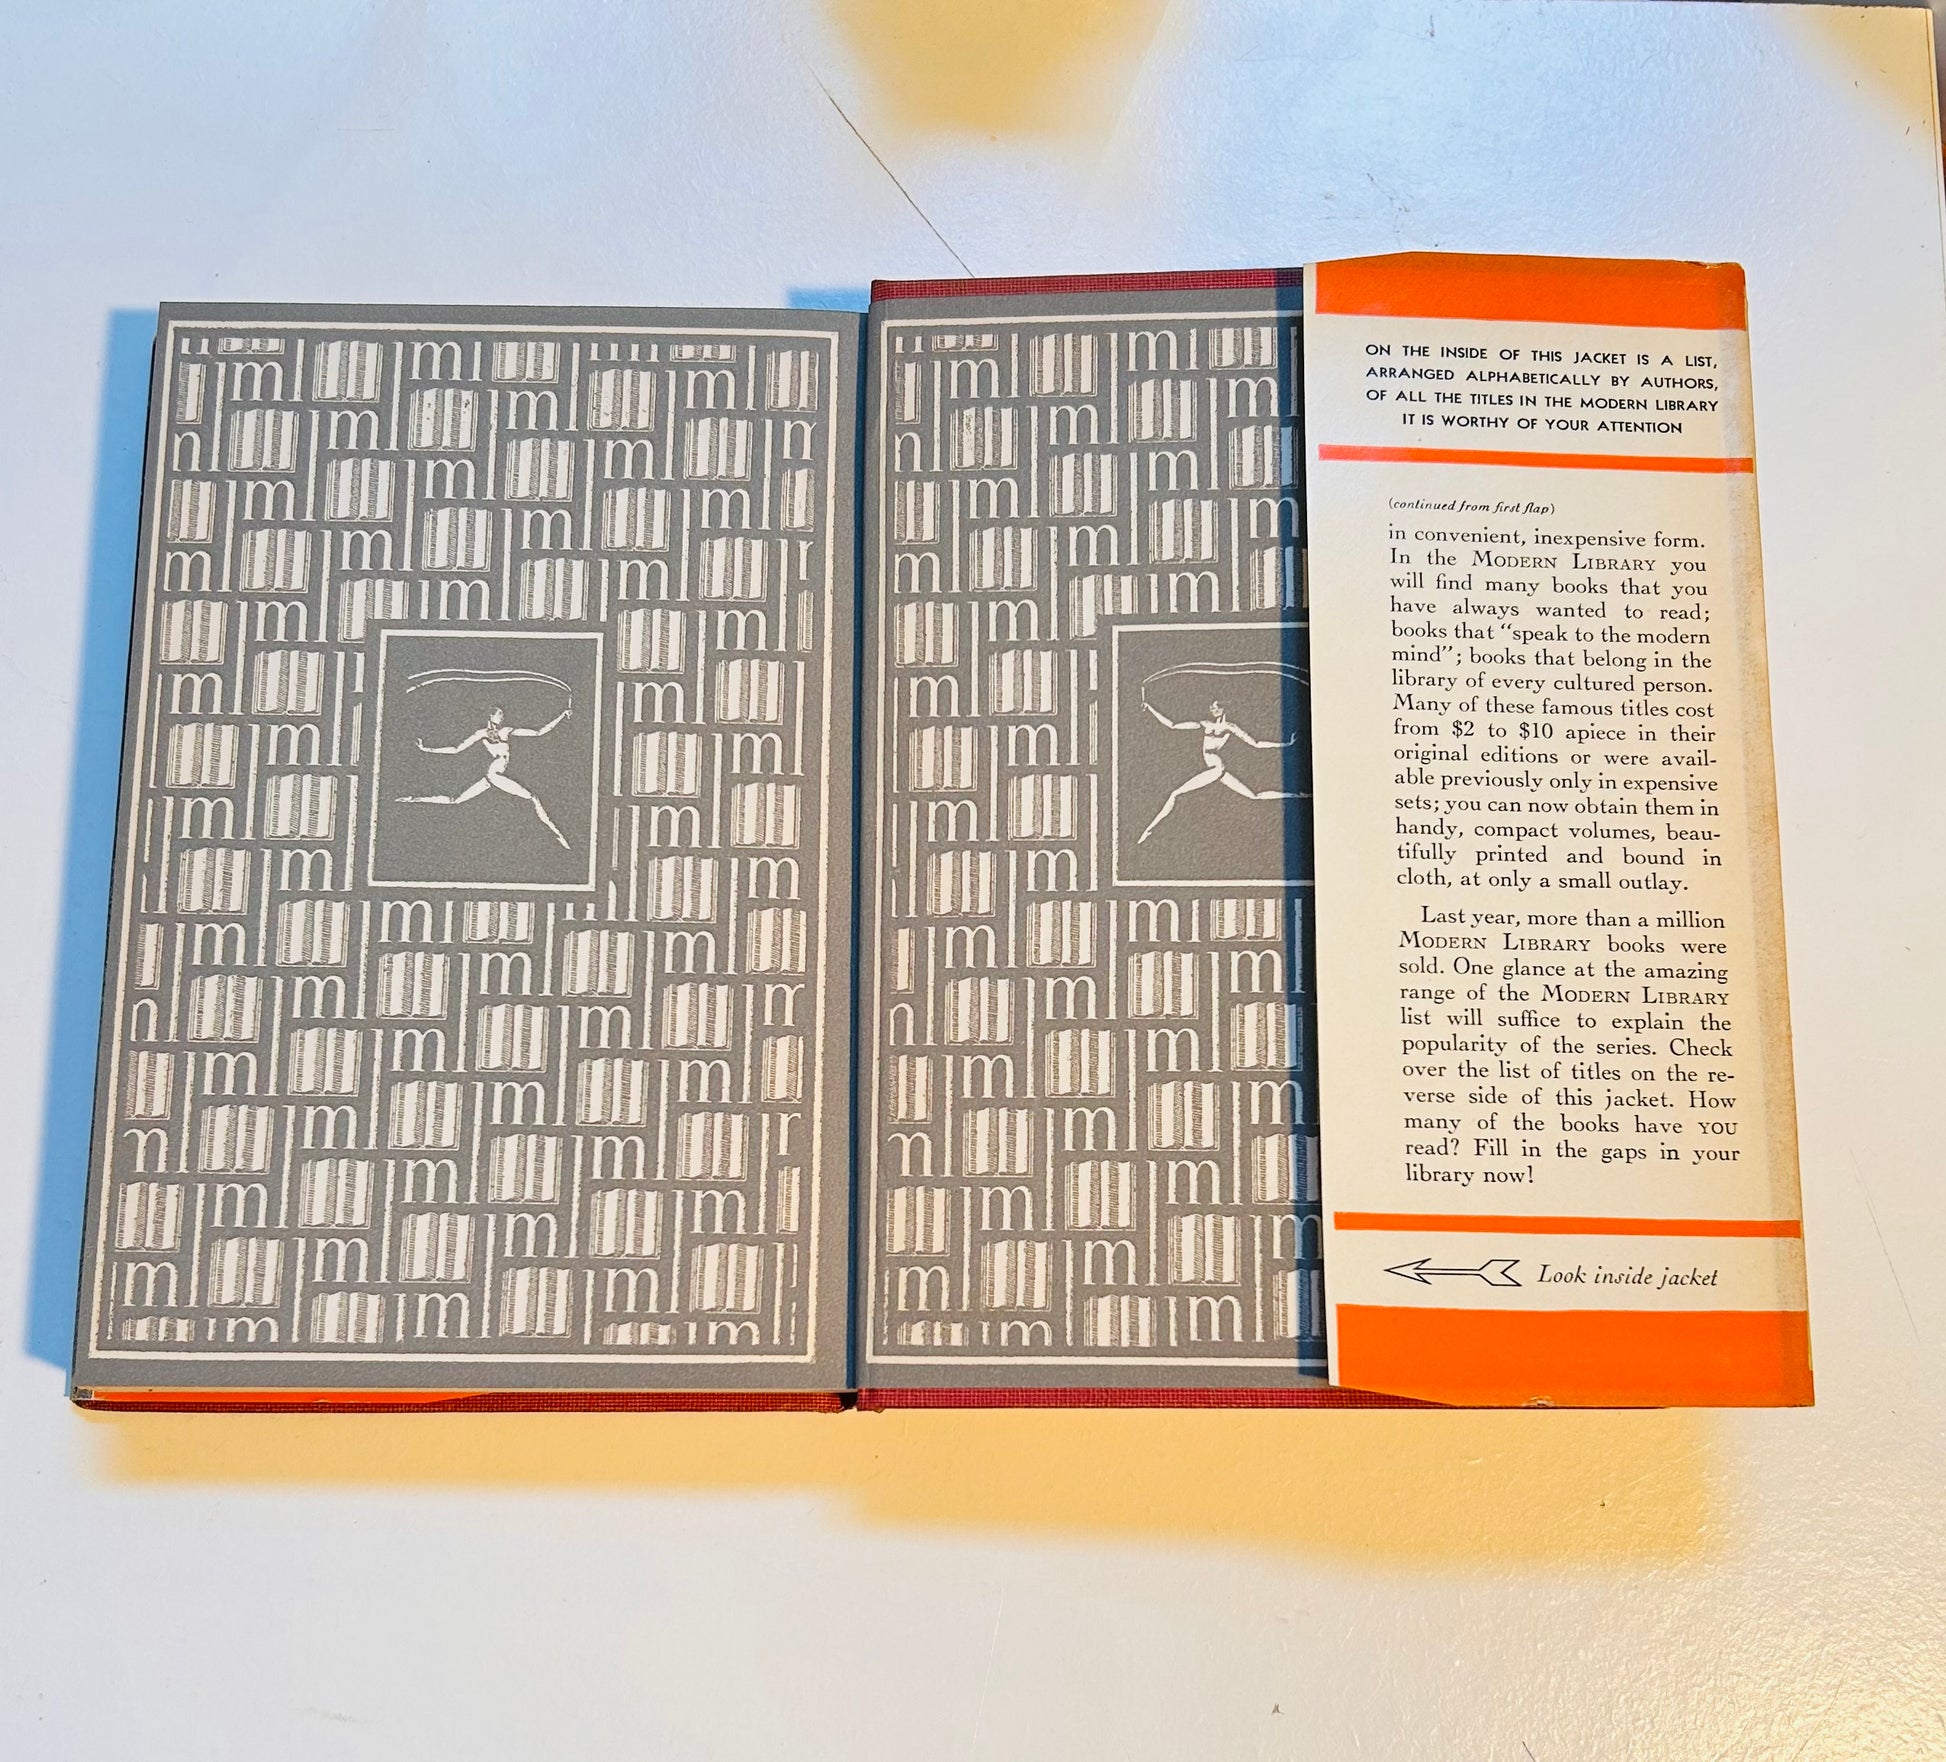 ON THE INSIDE OF THIS JACKET IS A LIST,
ARRANGED ALPHABETICALLY BY AUTHORS,
OF ALL THE TITLES IN THE MODERN LIBRARY
IT IS WORTHY OF YOUR ATTENTION
(continued from first flap)
in convenient, inexpensive form.
In the MODERN LIBRARY you
will find many books that you
have always wanted to read;
books that “speak to the modern
mind”; books that belong in the
library of every cultured person.
Many of these famous titles cost
from $2 to $10 apiece in their
original editions or were avail-
able previously only in expensive
sets; you can now obtain them in
handy, compact volumes, beau-
tifully printed and bound in
cloth, at only a small outlay.
Last year, more than a million
MODERN LIBRARY books were
sold. One glance at the amazing
range of the MODERN LIBRARY
list will suffice to explain the
popularity of the series. Check
over the list of titles on the re-
verse side of this jacket. How
many of the books have YOU
read? Fill in the gaps in your
library now!
Look inside jacket